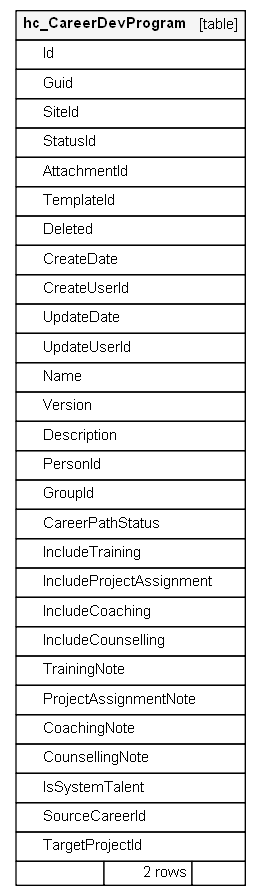 hc_CareerDevProgram [table]
Id
Guid
SiteId
StatusId
AttachmentId
TemplateId
Deleted
CreateDate
CreateUserId
UpdateDate
UpdateUserId
Name
Version
Description
PersonId
GroupId
CareerPathStatus
IncludeTraining
IncludeProjectAssignment
IncludeCoaching
IncludeCounselling
TrainingNote
ProjectAssignmentNote
CoachingNote
CounsellingNote
IsSystemTalent
SourceCareerId
TargetProjectId
2 rows